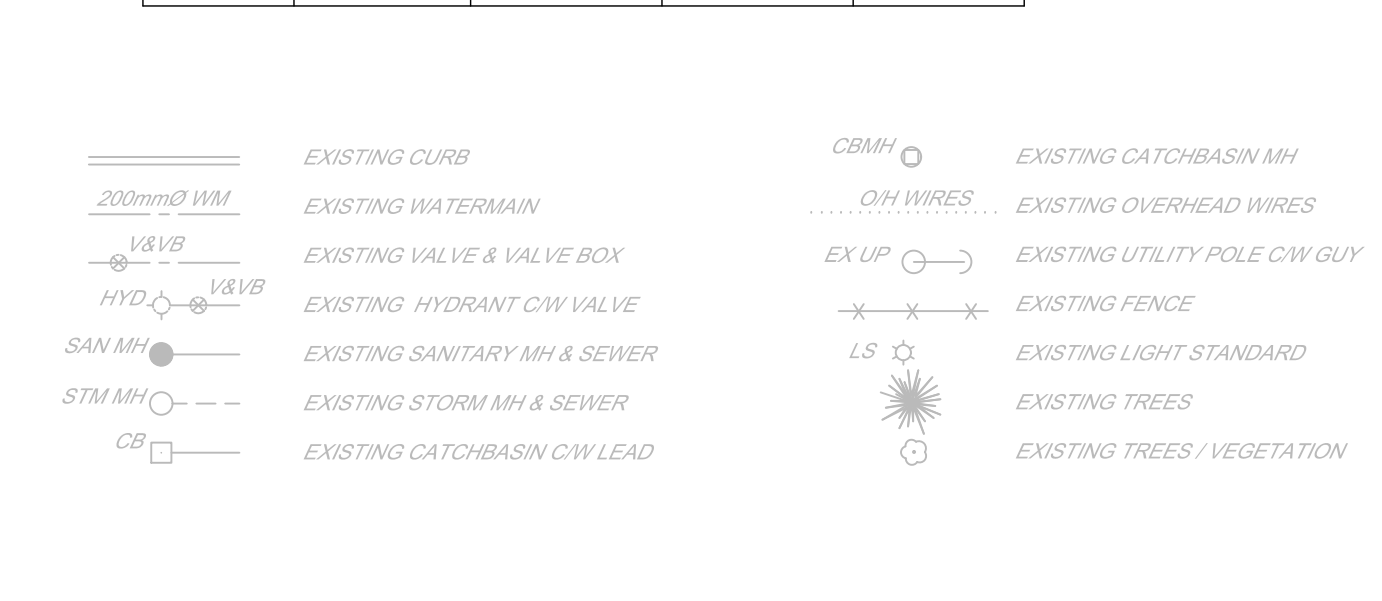 EXISTING CURB
200mmØ WM
EXISTING WATERMAIN
V&VB
EXISTING VALVE & VALVE BOX
HYD
V&VB
EXISTING HYDRANT C/W VALVE
SAN MH
EXISTING SANITARY MH & SEWER
STM MH
EXISTING STORM MH & SEWER
CB
EXISTING CATCHBASIN C/W LEAD
CBMH
EXISTING CATCHBASIN MH
O/H WIRES
EXISTING OVERHEAD WIRES
EX UP
EXISTING UTILITY POLE C/W GUY
EXISTING FENCE
LS
EXISTING LIGHT STANDARD
EXISTING TREES
EXISTING TREES / VEGETATION